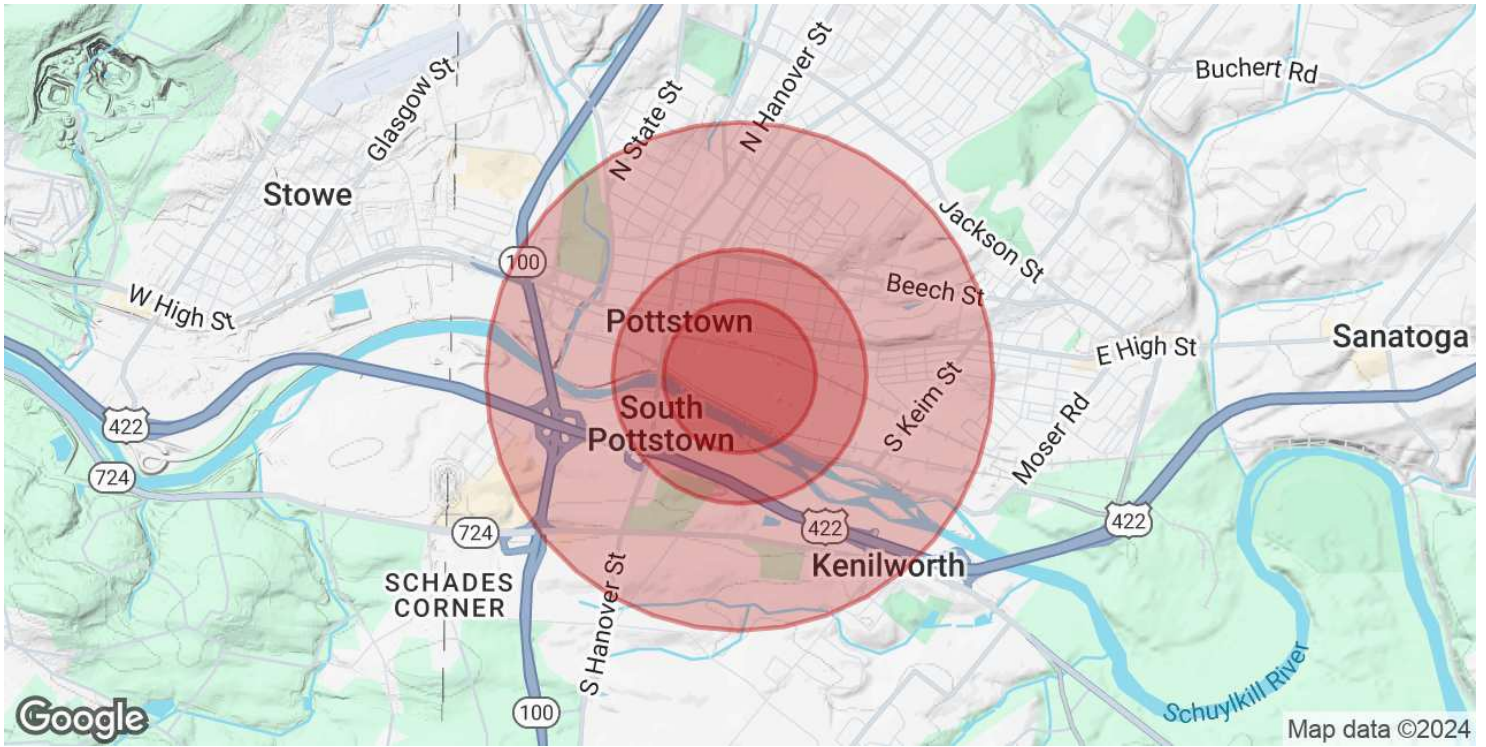 Buchert Rd
N Hanover St
N State St
Glasgow St
Stowe
Jackson St
100
Beech St
W High St
Pottstown
E High St
Sanatoga
South
Pottstown
S Keim St
Moser Rd
422
724
422
422
724
Kenilworth
SCHADES
CORNER
S Hanover St
Schuylkill River
100
Google
Map data ©2024